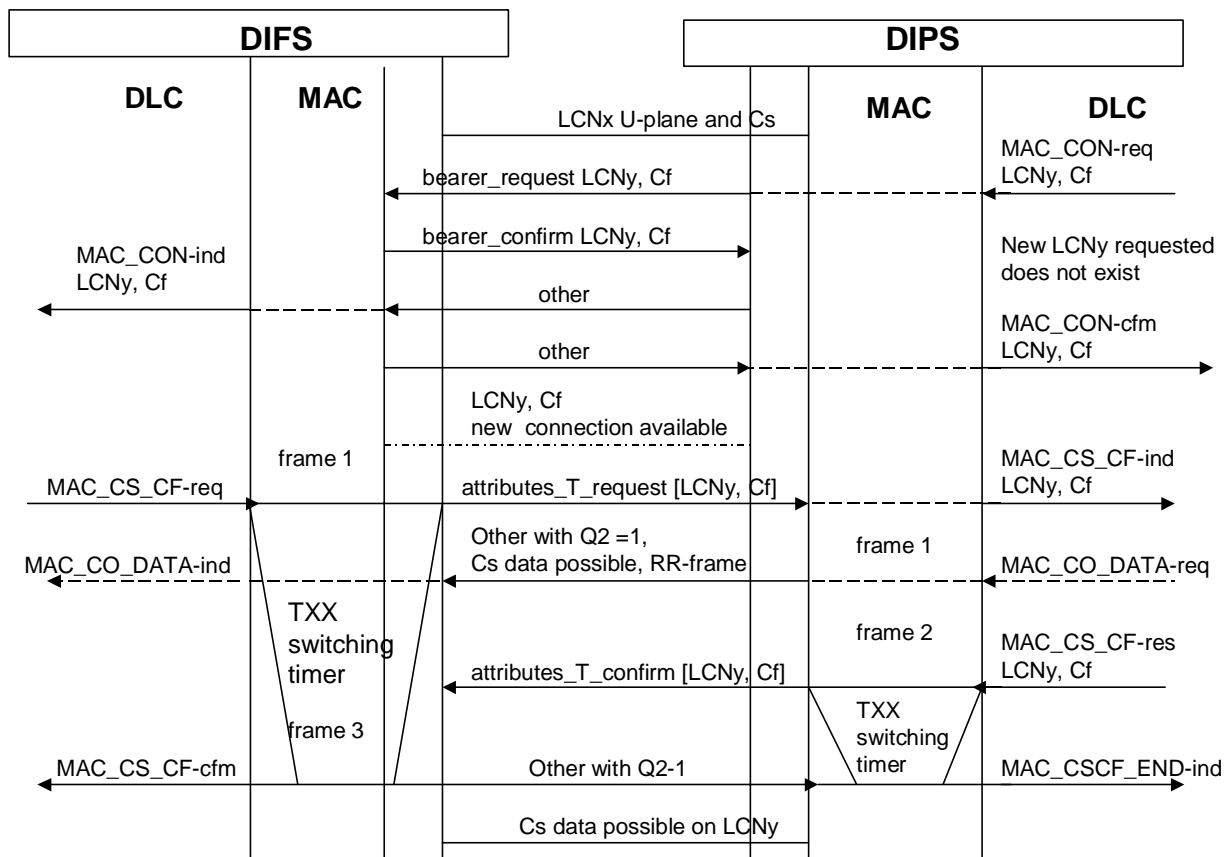 DIFS
DIPS
DLC
MAC
MAC
DLC
LCNx U-plane and Cs
MAC_CON-req
LCNy, Cf
bearer_request LCNy, Cf
bearer_confirm LCNy, Cf
New LCNy requested
does not exist
MAC_CON-ind
LCNy, Cf
other
MAC_CON-cfm
LCNy, Cf
other
LCNy, Cf
new connection available
frame 1
MAC_CS_CF-ind
LCNy, Cf
MAC_CS_CF-req
attributes_T_request [LCNy, Cf]
Other with Q2 =1,
Cs data possible, RR-frame
frame 1
MAC_CO_DATA-ind
MAC_CO_DATA-req
TXX
switching
timer
frame 2
MAC_CS_CF-res
LCNy, Cf
attributes_T_confirm [LCNy, Cf]
frame 3
TXX
switching
timer
MAC_CS_CF-cfm
Other with Q2-1
MAC_CSCF_END-ind
Cs data possible on LCNy